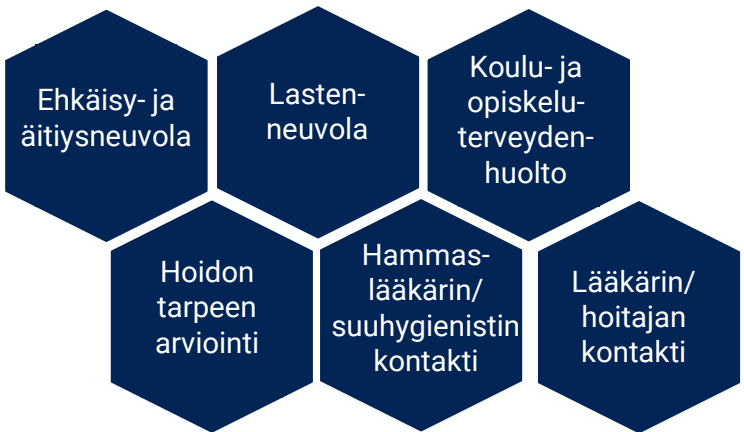 Ehkäisy- ja
äitiysneuvola
Lasten-
neuvola
Koulu- ja
opiskelu-
terveyden-
huolto
Hoidon
tarpeen
arviointi
Hammas-
lääkärin/
suuhygienistin
kontakti
Lääkärin/
hoitajan
kontakti